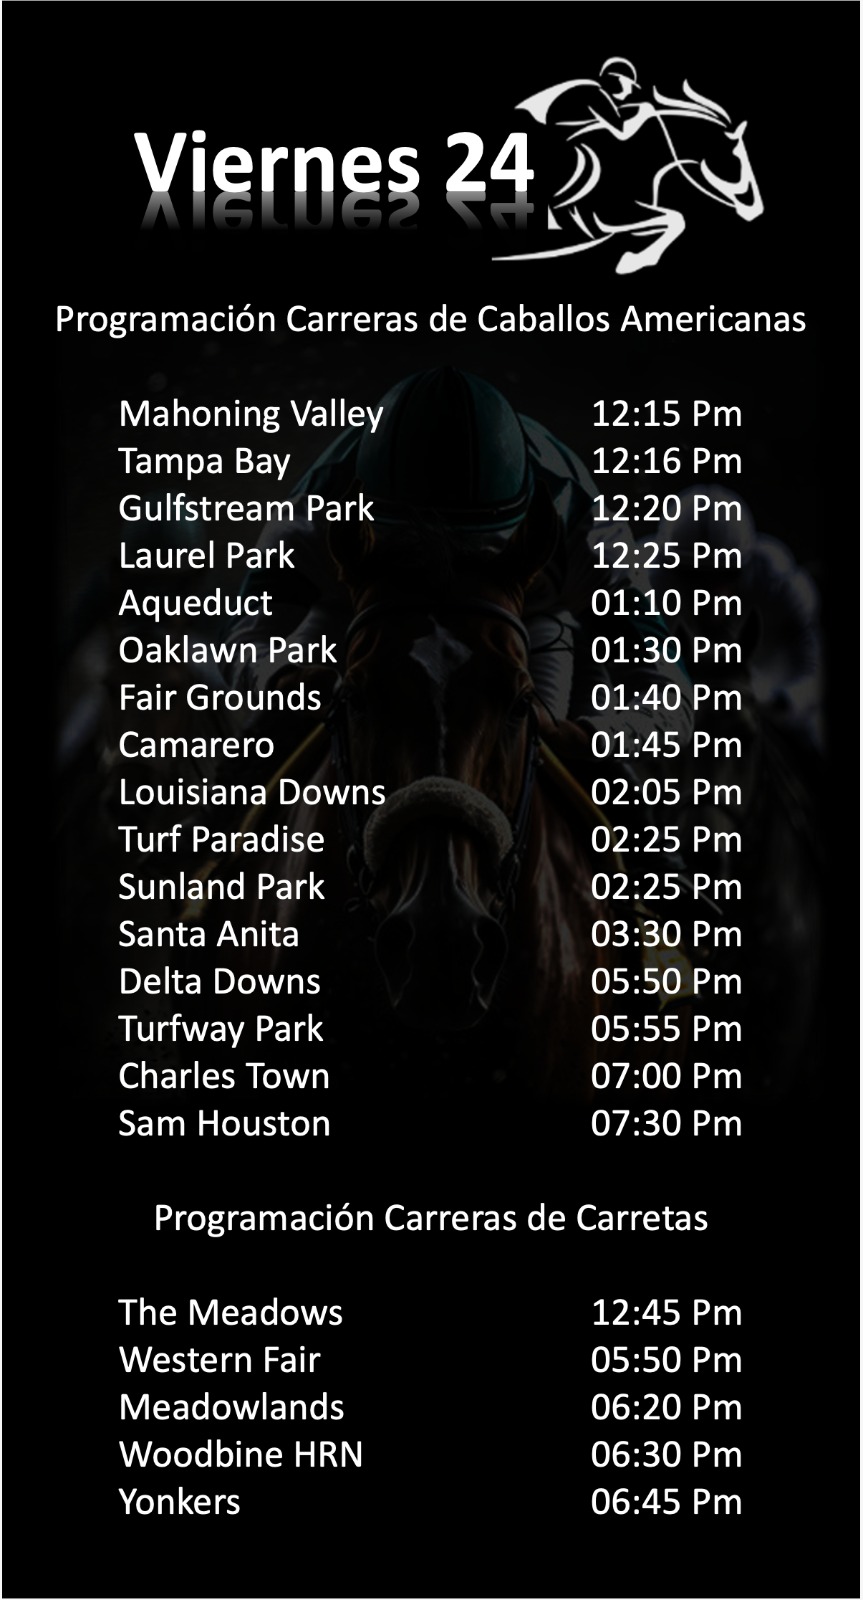 Viernes 24
Programación Carreras de Caballos Americanas
Mahoning Valley 12:15 Pm
Tampa Bay 12:16 Pm
Gulfstream Park 12:20 Pm
Laurel Park 12:25 Pm
Aqueduct 01:10 Pm
Oaklawn Park 01:30 Pm
Fair Grounds 01:40 Pm
Camarero 01:45 Pm
Louisiana Downs 02:05 Pm
Turf Paradise 02:25 Pm
Sunland Park 02:25 Pm
Santa Anita 03:30 Pm
Delta Downs 05:50 Pm
Turfway Park 05:55 Pm
Charles Town 07:00 Pm
Sam Houston 07:30 Pm
Programación Carreras de Carretas
The Meadows 12:45 Pm
Western Fair 05:50 Pm
Meadowlands 06:20 Pm
Woodbine HRN 06:30 Pm
Yonkers 06:45 Pm